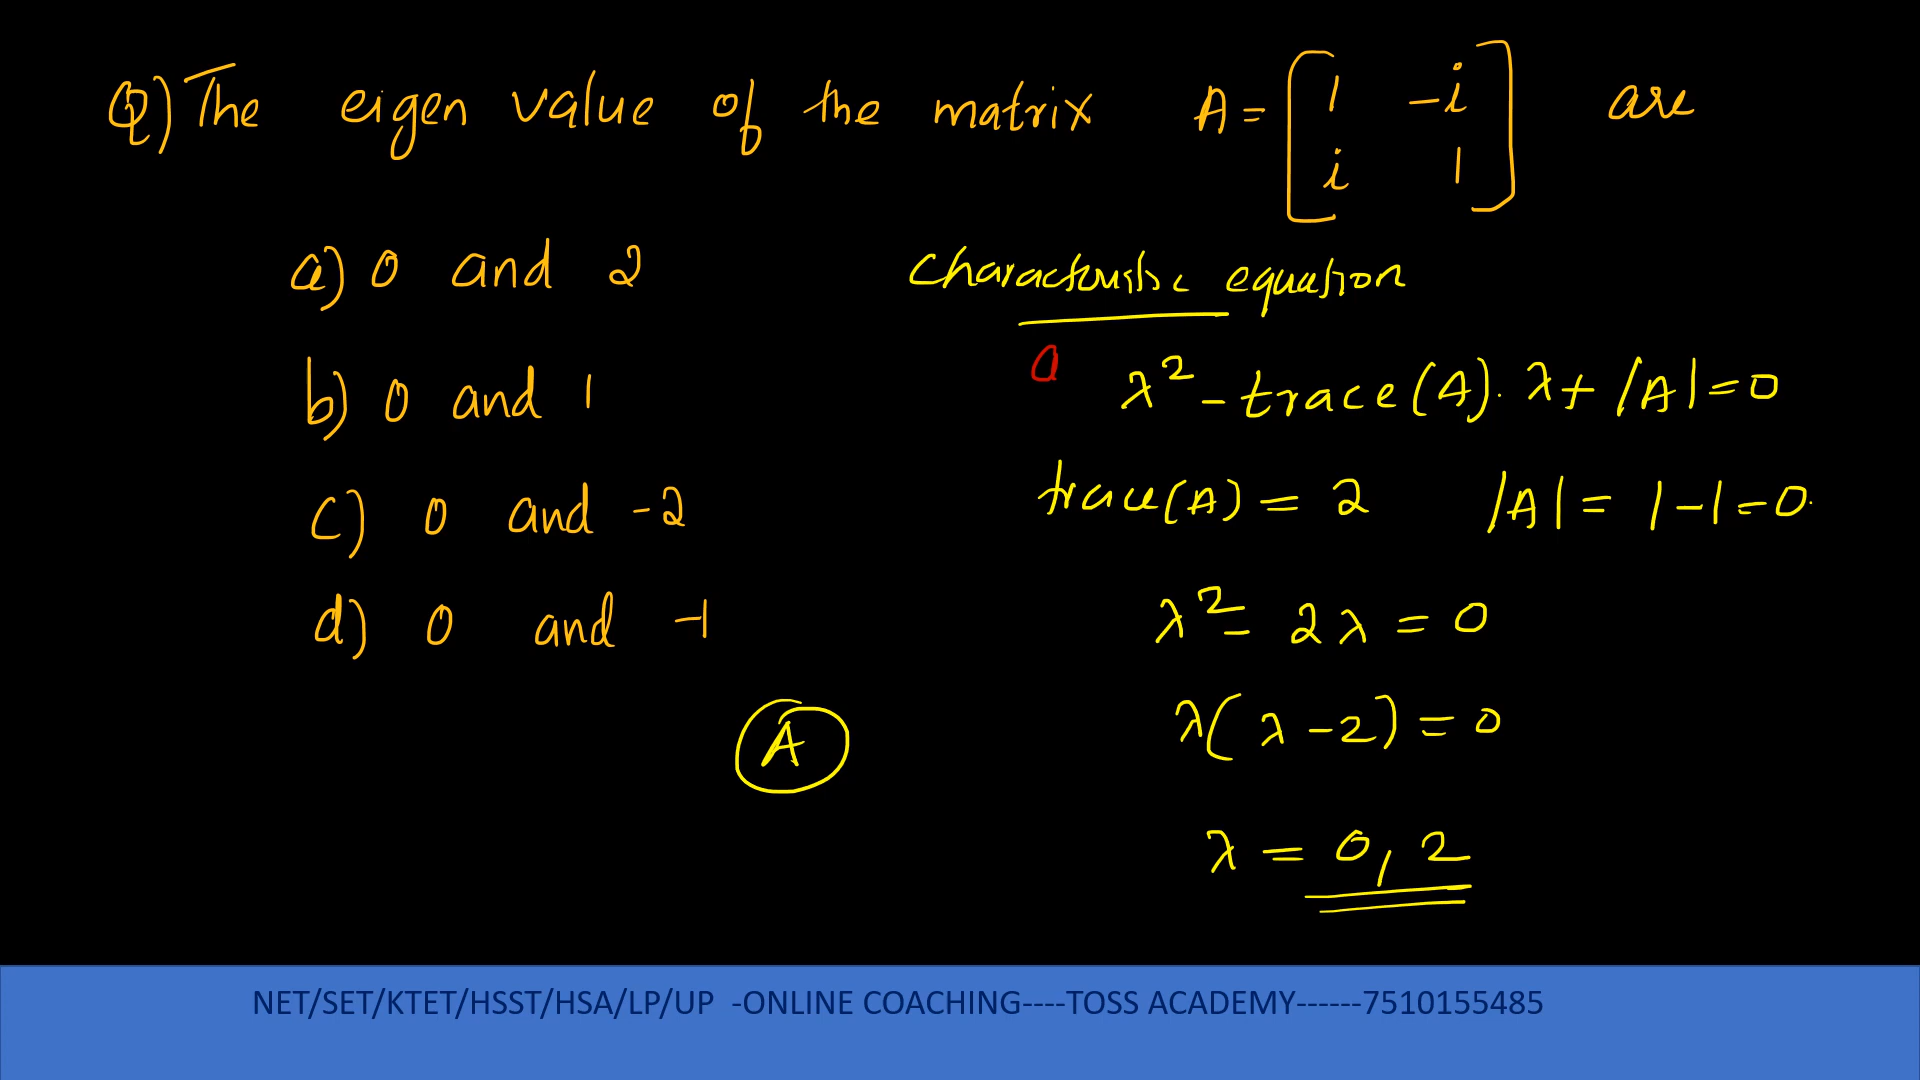 Q) The eigen value of the matrix A = [1 -i
i 1] are
a) 0 and 2
b) 0 and 1
c) 0 and -2
d) 0 and -1
A
Characteristic equation
0
λ² - trace(A). λ + |A| = 0
trace(A) = 2 |A| = 1 - 1 = 0.
λ² - 2λ = 0
λ(λ - 2) = 0
λ = 0, 2
NET/SET/KTET/HSST/HSA/LP/UP -ONLINE COACHING----TOSS ACADEMY------7510155485